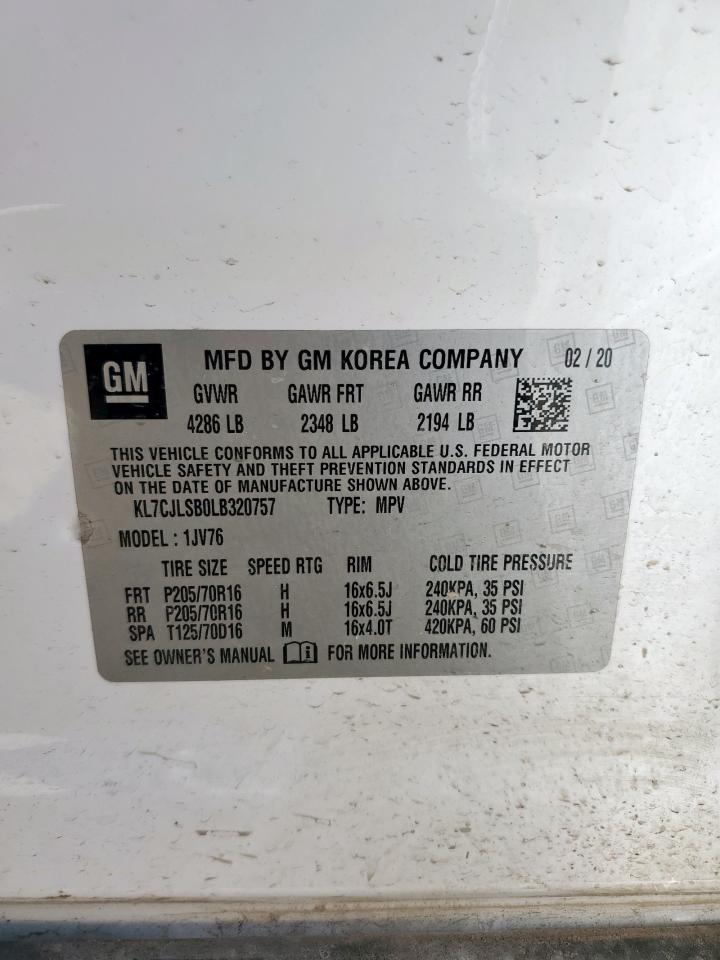 GM MFD BY GM KOREA COMPANY 02 / 20
GVWR GAWR FRT GAWR RR
4286 LB 2348 LB 2194 LB
THIS VEHICLE CONFORMS TO ALL APPLICABLE U.S. FEDERAL MOTOR
VEHICLE SAFETY AND THEFT PREVENTION STANDARDS IN EFFECT
ON THE DATE OF MANUFACTURE SHOWN ABOVE.
KL7CJLSB0LB320757 TYPE: MPV
MODEL : 1JV76
TIRE SIZE SPEED RTG RIM COLD TIRE PRESSURE
FRT P205/70R16 H 16x6.5J 240KPA, 35 PSI
RR P205/70R16 H 16x6.5J 240KPA, 35 PSI
SPA T125/70D16 M 16x4.0T 420KPA, 60 PSI
SEE OWNER'S MANUAL FOR MORE INFORMATION.